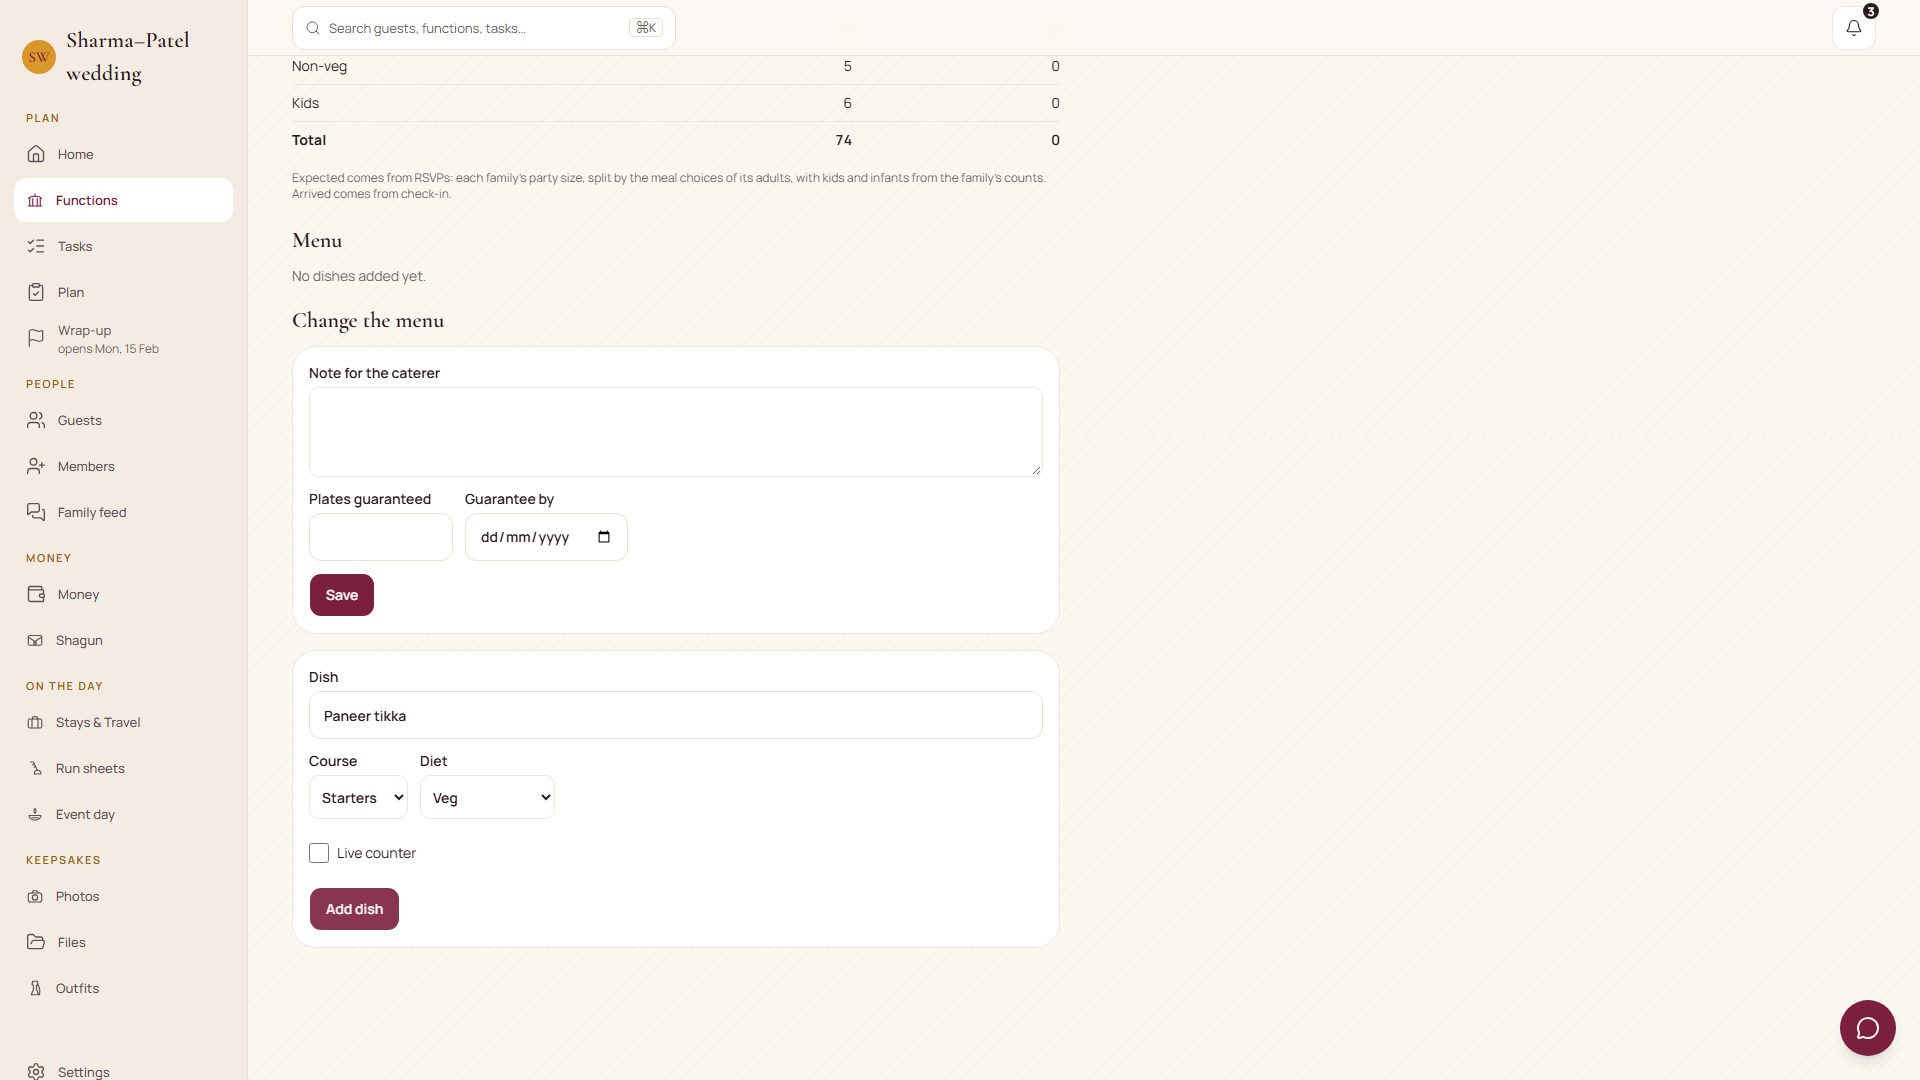 SW
Sharma–Patel
wedding
PLAN
Home
Functions
Tasks
Plan
Wrap-up
opens Mon, 15 Feb
PEOPLE
Guests
Members
Family feed
MONEY
Money
Shagun
ON THE DAY
Stays & Travel
Run sheets
Event day
KEEPSAKES
Photos
Files
Outfits
Settings
Search guests, functions, tasks…
⌘K
3
Non-veg 5 0
Kids 6 0
Total 74 0
Expected comes from RSVPs: each family's party size, split by the meal choices of its adults, with kids and infants from the family's counts.
Arrived comes from check-in.
Menu
No dishes added yet.
Change the menu
Note for the caterer
Plates guaranteed Guarantee by
dd/mm/yyyy
Save
Dish
Paneer tikka
Course Diet
Starters Veg
Live counter
Add dish